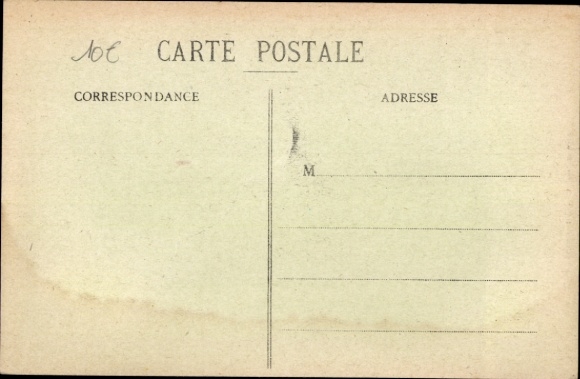 10€ CARTE POSTALE
CORRESPONDANCE
ADRESSE
M